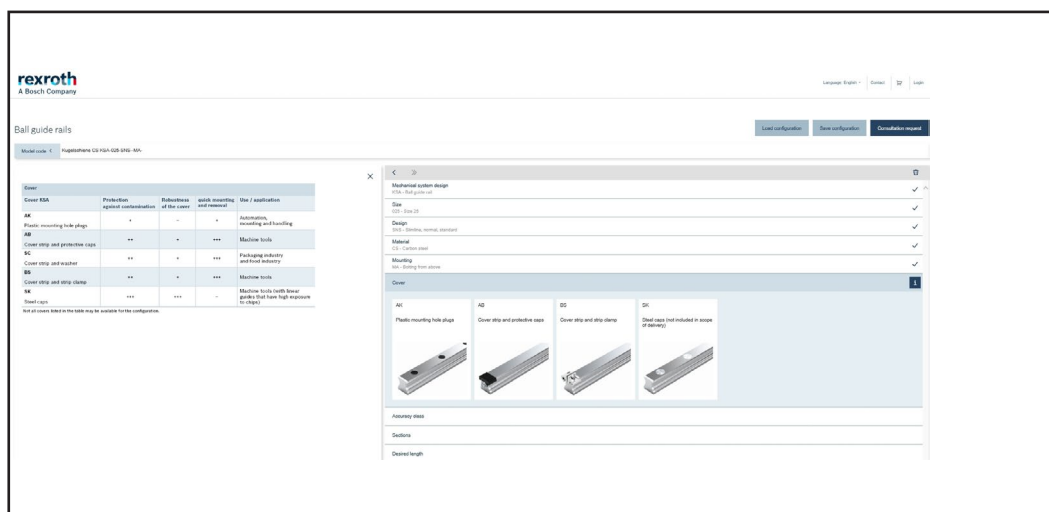 rexroth
A Bosch Company
Language: English
Contact
Login
Ball guide rails
Load configuration
Save configuration
Consultation request
Model code
Kugelschiene CS KSA-025-SNS--MA-
Cover
Cover KSA
Protection against contamination
Robustness of the cover
quick mounting and removal
Use / application
AK
Plastic mounting hole plugs
+
–
+
Automation,
mounting and handling
AB
Cover strip and protective caps
++
+
+++
Machine tools
SC
Cover strip and washer
++
+
+++
Packaging industry
and food industry
BS
Cover strip and strip clamp
++
+
+++
Machine tools
SK
Steel caps
+++
+++
–
Machine tools (with linear
guides that have high exposure
to chips)
Not all covers listed in the table may be available for the configuration.
Mechanical system design
KSA - Ball guide rail
Size
025 - Size 25
Design
SNS - Slimline, normal, standard
Material
CS - Carbon steel
Mounting
MA - Bolting from above
Cover
AK
Plastic mounting hole plugs
AB
Cover strip and protective caps
BS
Cover strip and strip clamp
SK
Steel caps (not included in scope
of delivery)
Accuracy class
Sections
Desired length